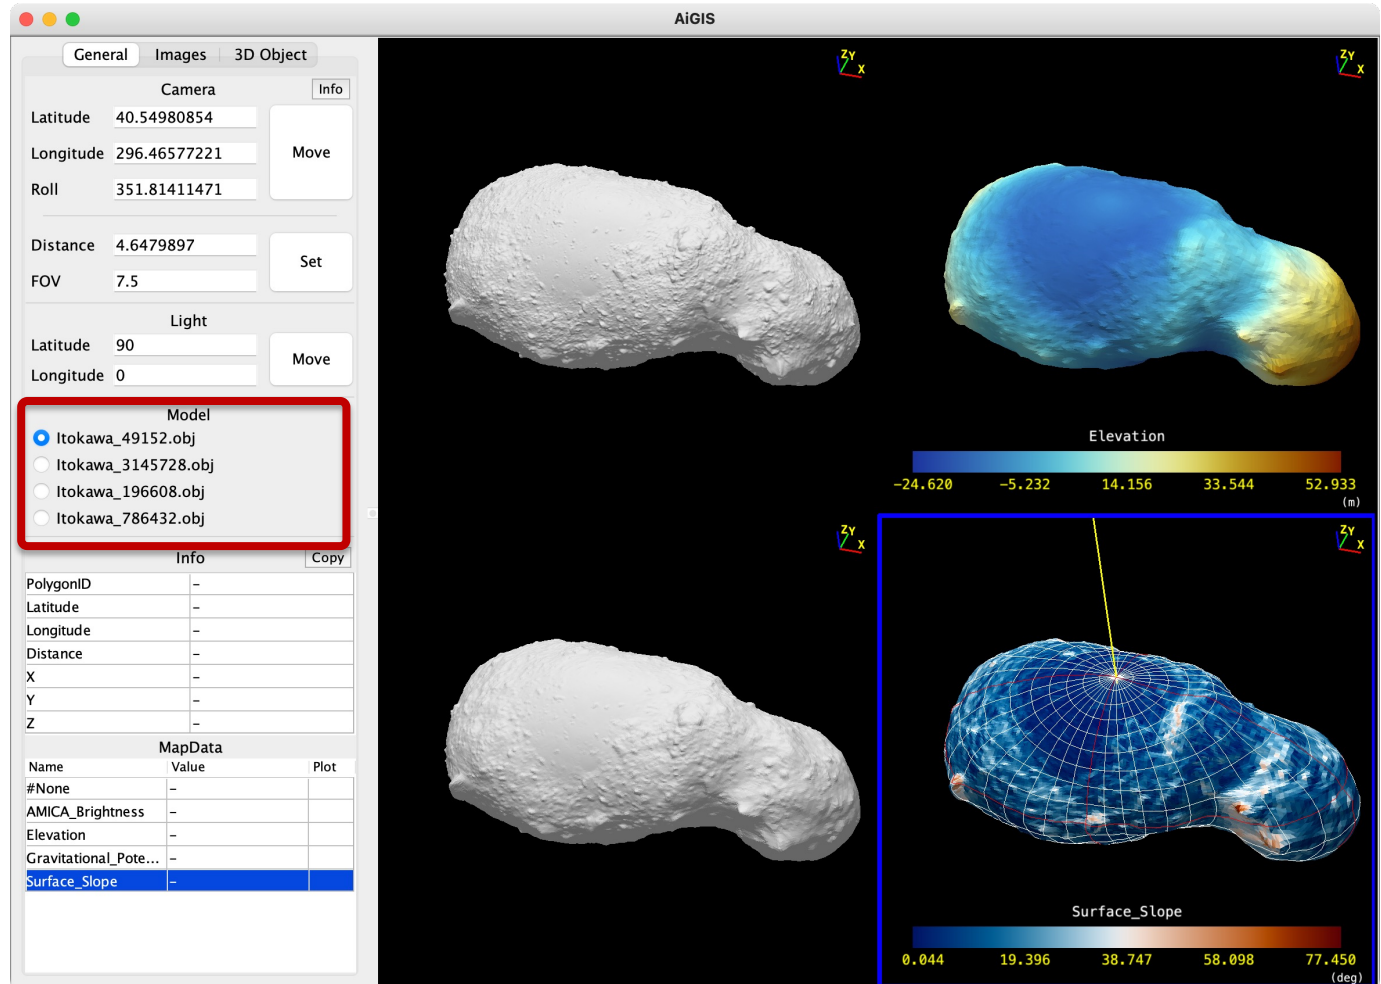 AiGIS
General Images 3D Object
Camera Info
Latitude 40.54980854
Longitude 296.46577221
Move
Roll 351.81411471
Distance 4.6479897
Set
FOV 7.5
Light
Latitude 90
Move
Longitude 0
Model
Itokawa_49152.obj
Itokawa_3145728.obj
Itokawa_196608.obj
Itokawa_786432.obj
Info Copy
PolygonID –
Latitude –
Longitude –
Distance –
X –
Y –
Z –
MapData
Name Value Plot
#None –
AMICA_Brightness –
Elevation –
Gravitational_Pote... –
Surface_Slope –
ZY
X
ZY
X
Elevation
-24.620 -5.232 14.156 33.544 52.933
(m)
ZY
X
ZY
X
Surface_Slope
0.044 19.396 38.747 58.098 77.450
(deg)